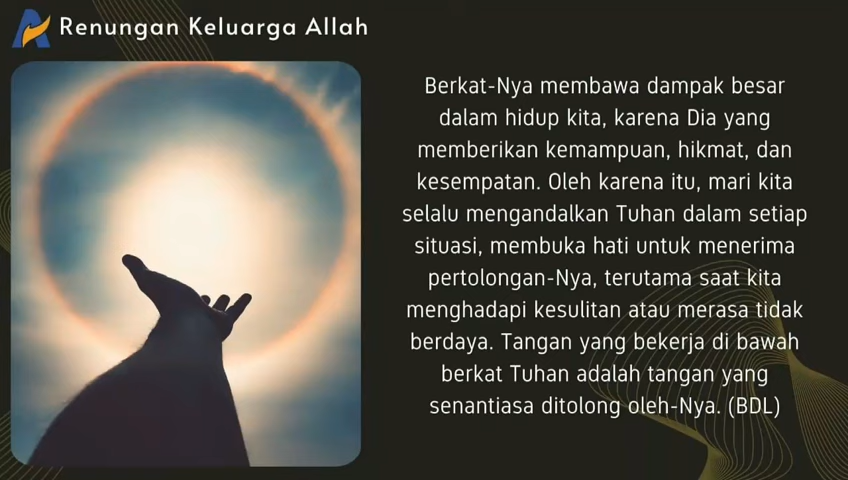 Renungan Keluarga Allah
Berkat-Nya membawa dampak besar
dalam hidup kita, karena Dia yang
memberikan kemampuan, hikmat, dan
kesempatan. Oleh karena itu, mari kita
selalu mengandalkan Tuhan dalam setiap
situasi, membuka hati untuk menerima
pertolongan-Nya, terutama saat kita
menghadapi kesulitan atau merasa tidak
berdaya. Tangan yang bekerja di bawah
berkat Tuhan adalah tangan yang
senantiasa ditolong oleh-Nya. (BDL)